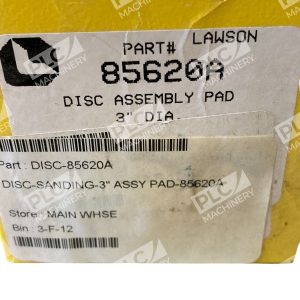 PART# LAWSON
85620A
DISC ASSEMBLY PAD
3" DIA.
Part : DISC-85620A
DISC-SANDING-3" ASSY PAD-85620A
Store : MAIN WHSE
Bin : 3-F-12
PLC
MACHINERY